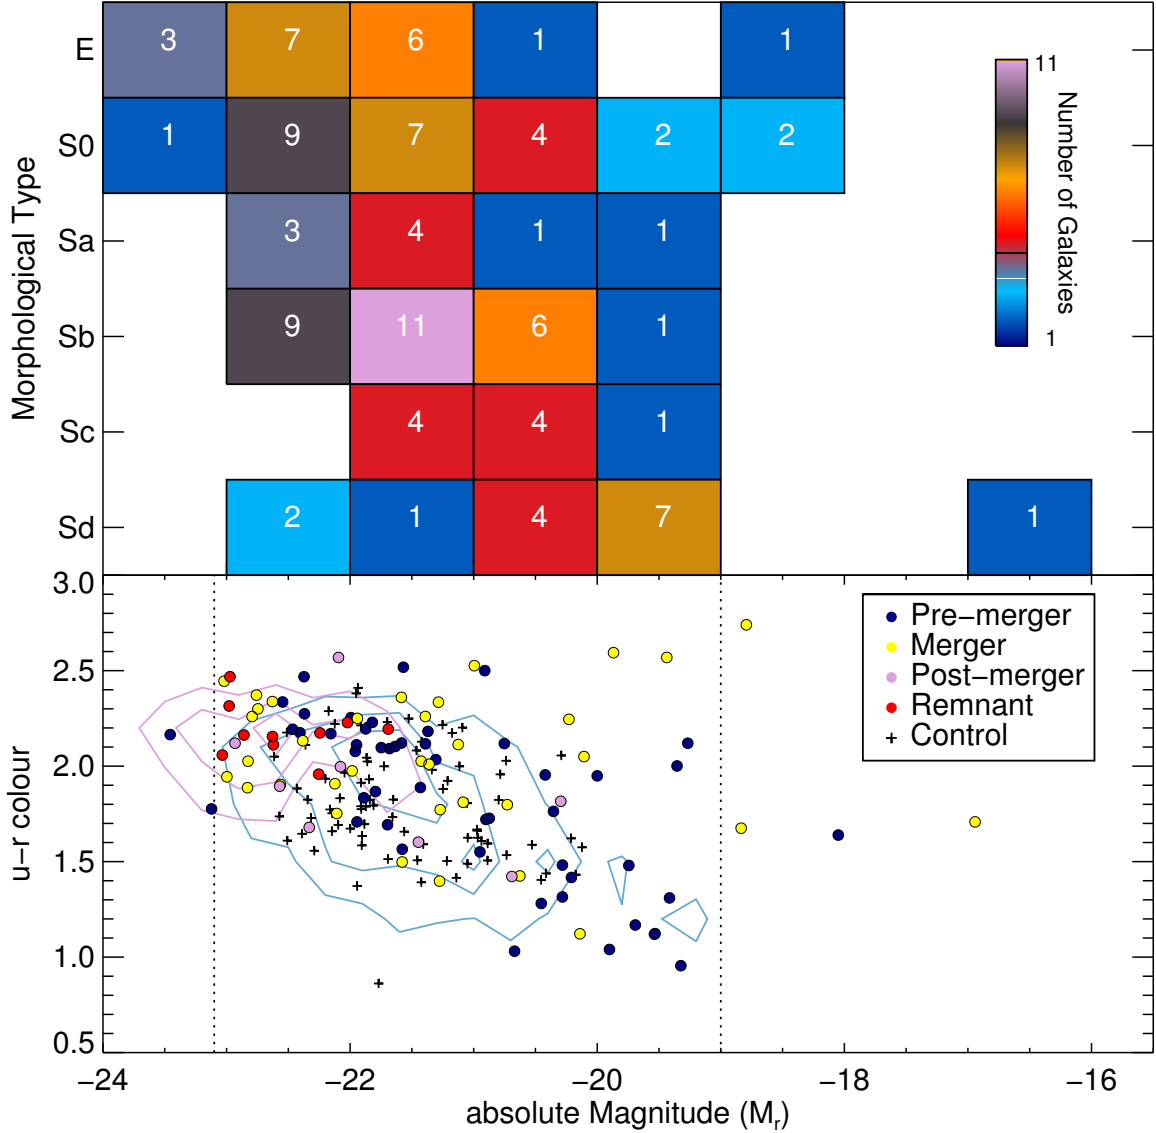 E 3 7 6 1 1
S0 1 9 7 4 2 2
Sa 3 4 1 1
Sb 9 11 6 1
Sc 4 4 1
Sd 2 1 4 7 1
Morphological Type
11
Number of Galaxies
1
3.0
2.5
2.0
1.5
1.0
0.5
u−r colour
Pre−merger
Merger
Post−merger
Remnant
Control
−24 −22 −20 −18 −16
absolute Magnitude (Mr)